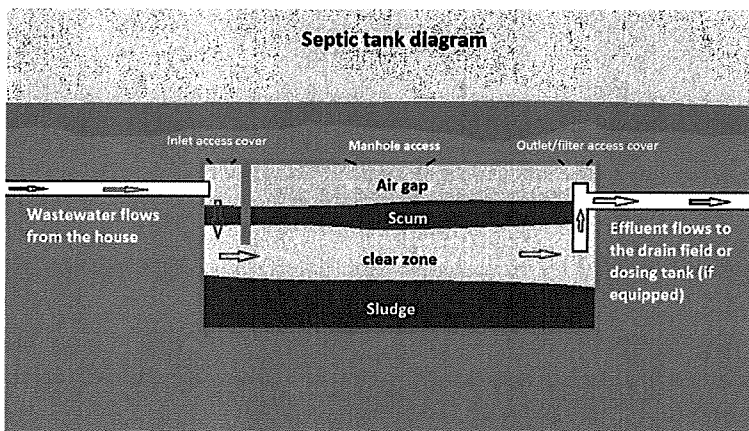 Septic tank diagram
Inlet access cover
Manhole access
Outlet/filter access cover
Air gap
Wastewater flows
from the house
Scum
Effluent flows to
the drain field or
dosing tank (if
equipped)
clear zone
Sludge